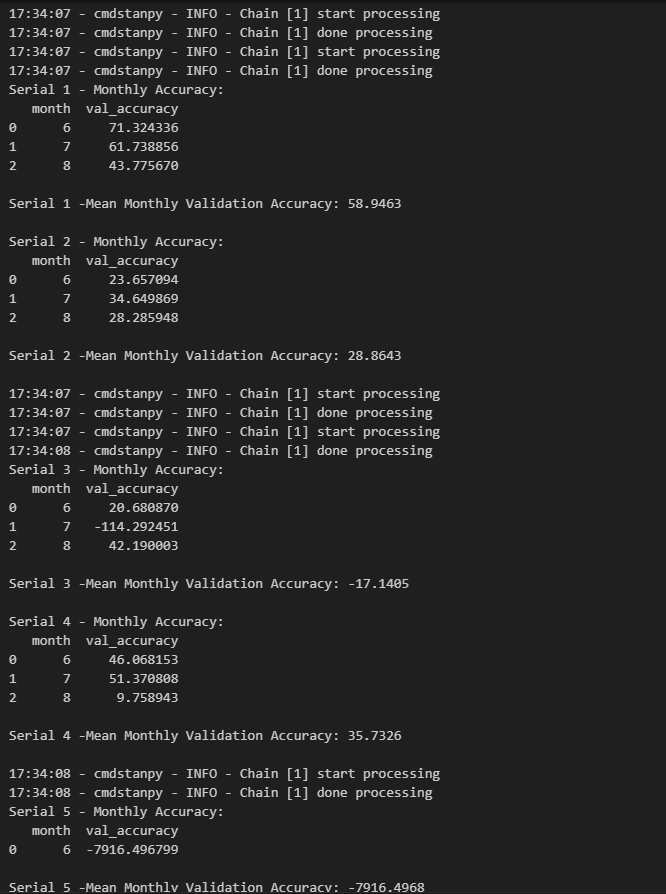 17:34:07 - cmdstanpy - INFO - Chain [1] start processing
17:34:07 - cmdstanpy - INFO - Chain [1] done processing
17:34:07 - cmdstanpy - INFO - Chain [1] start processing
17:34:07 - cmdstanpy - INFO - Chain [1] done processing
Serial 1 - Monthly Accuracy:
   month  val_accuracy
0      6     71.324336
1      7     61.738856
2      8     43.775670
Serial 1 -Mean Monthly Validation Accuracy: 58.9463
Serial 2 - Monthly Accuracy:
   month  val_accuracy
0      6     23.657094
1      7     34.649869
2      8     28.285948
Serial 2 -Mean Monthly Validation Accuracy: 28.8643
17:34:07 - cmdstanpy - INFO - Chain [1] start processing
17:34:07 - cmdstanpy - INFO - Chain [1] done processing
17:34:07 - cmdstanpy - INFO - Chain [1] start processing
17:34:08 - cmdstanpy - INFO - Chain [1] done processing
Serial 3 - Monthly Accuracy:
   month  val_accuracy
0      6     20.680870
1      7   -114.292451
2      8     42.190003
Serial 3 -Mean Monthly Validation Accuracy: -17.1405
Serial 4 - Monthly Accuracy:
   month  val_accuracy
0      6     46.068153
1      7     51.370808
2      8      9.758943
Serial 4 -Mean Monthly Validation Accuracy: 35.7326
17:34:08 - cmdstanpy - INFO - Chain [1] start processing
17:34:08 - cmdstanpy - INFO - Chain [1] done processing
Serial 5 - Monthly Accuracy:
   month  val_accuracy
0      6  -7916.496799
Serial 5 -Mean Monthly Validation Accuracy: -7916.4968